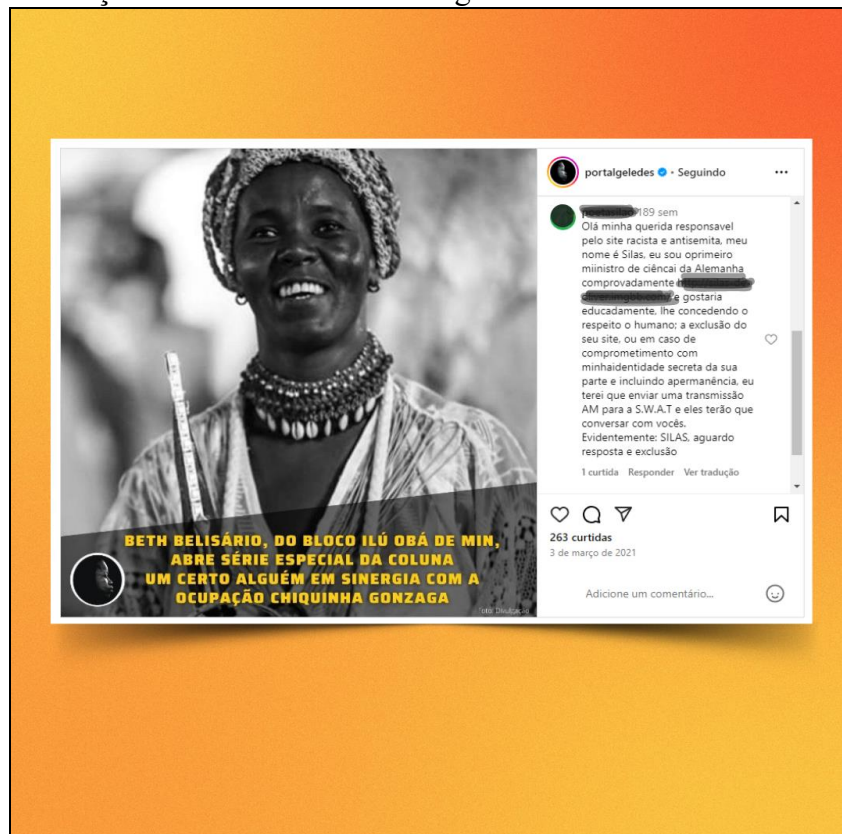 portalgeledes • Seguindo
189 sem
Olá minha querida responsavel
pelo site racista e antisemita, meu
nome é Silas, eu sou oprimeiro
miinistro de ciêncai da Alemanha
comprovadamente
e gostaria
educadamente, lhe concedendo o
respeito o humano; a exclusão do
seu site, ou em caso de
comprometimento com
minhaidentidade secreta da sua
parte e incluindo apermanência, eu
terei que enviar uma transmissão
AM para a S.W.A.T e eles terão que
conversar com vocês.
Evidentemente: SILAS, aguardo
resposta e exclusão
1 curtida Responder Ver tradução
263 curtidas
3 de março de 2021
Adicione um comentário...
BETH BELISÁRIO, DO BLOCO ILÚ OBÁ DE MIN,
ABRE SÉRIE ESPECIAL DA COLUNA
UM CERTO ALGUÉM EM SINERGIA COM A
OCUPAÇÃO CHIQUINHA GONZAGA
Foto: Divulgação